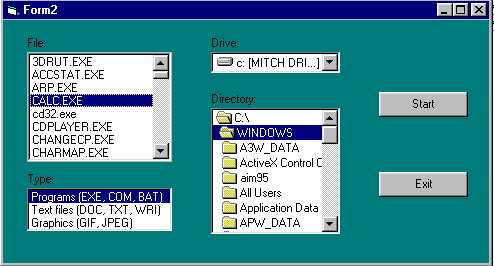 Form2
File:
3DRUT.EXE
ACCSTAT.EXE
ARP.EXE
CALC.EXE
cd32.exe
CDPLAYER.EXE
CHANGECP.EXE
CHARMAP.EXE
Type:
Programs (EXE, COM, BAT)
Text files (DOC, TXT, WRI)
Graphics (GIF, JPEG)
Drive:
c: [MITCH DRI...]
Directory:
C:\
WINDOWS
A3W_DATA
ActiveX Control C
aim95
All Users
Application Data
APW_DATA
Start
Exit